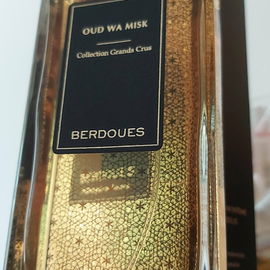 OUD WA MISK
Collection Grands Crus
BERDOUES